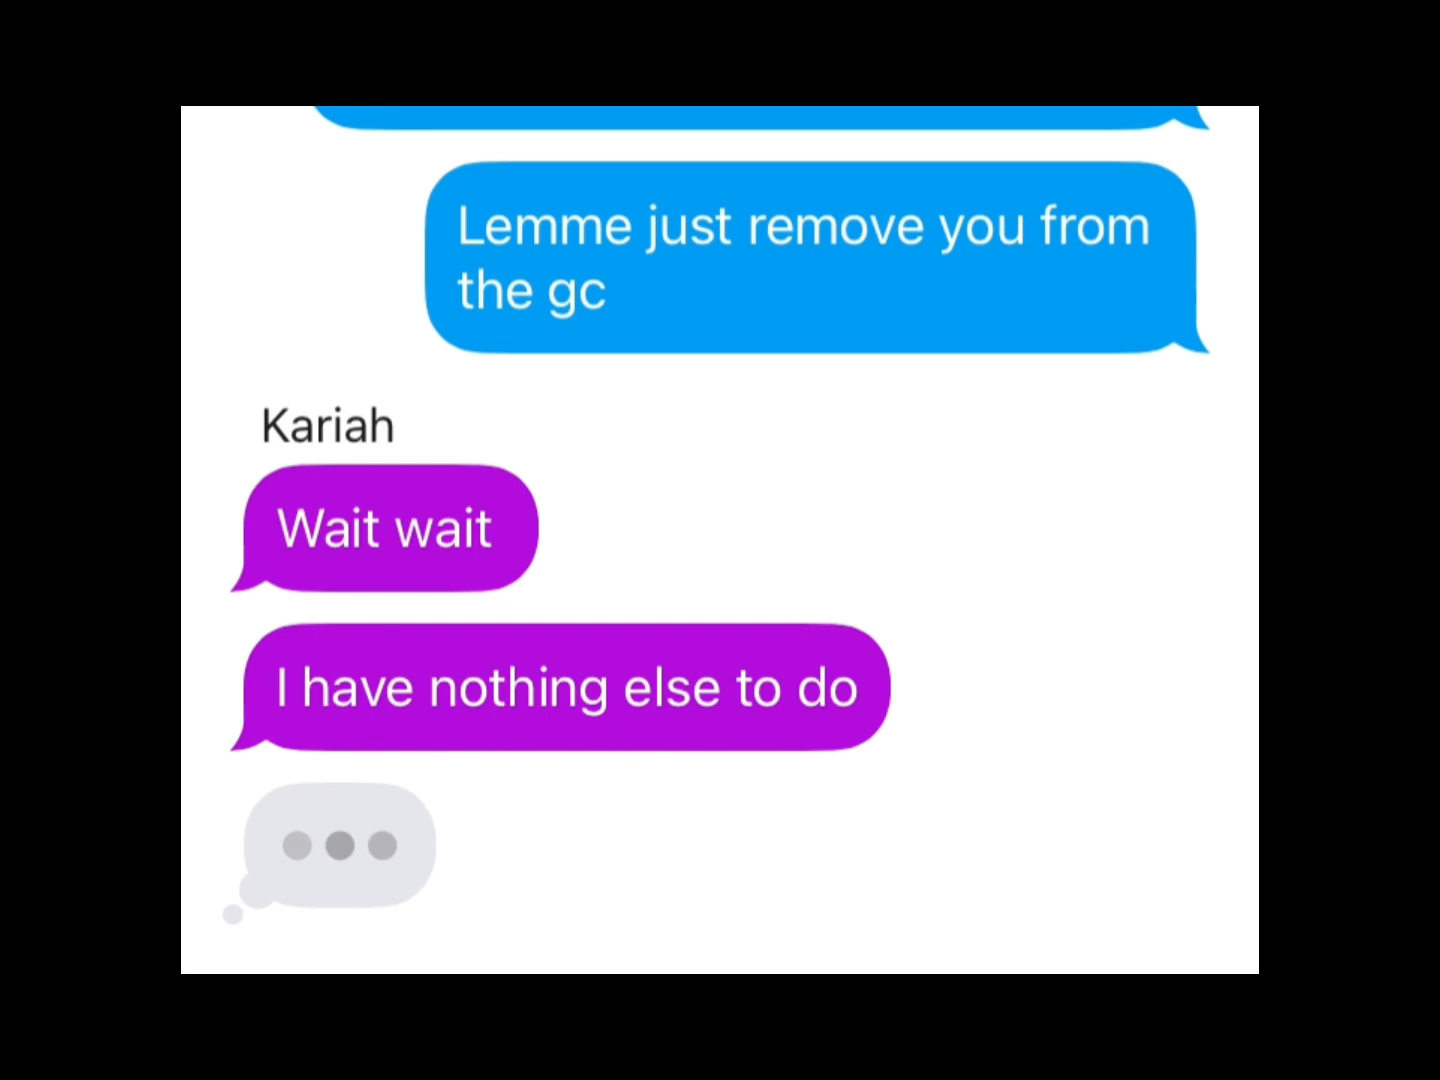 Lemme just remove you from
the gc
Kariah
Wait wait
I have nothing else to do